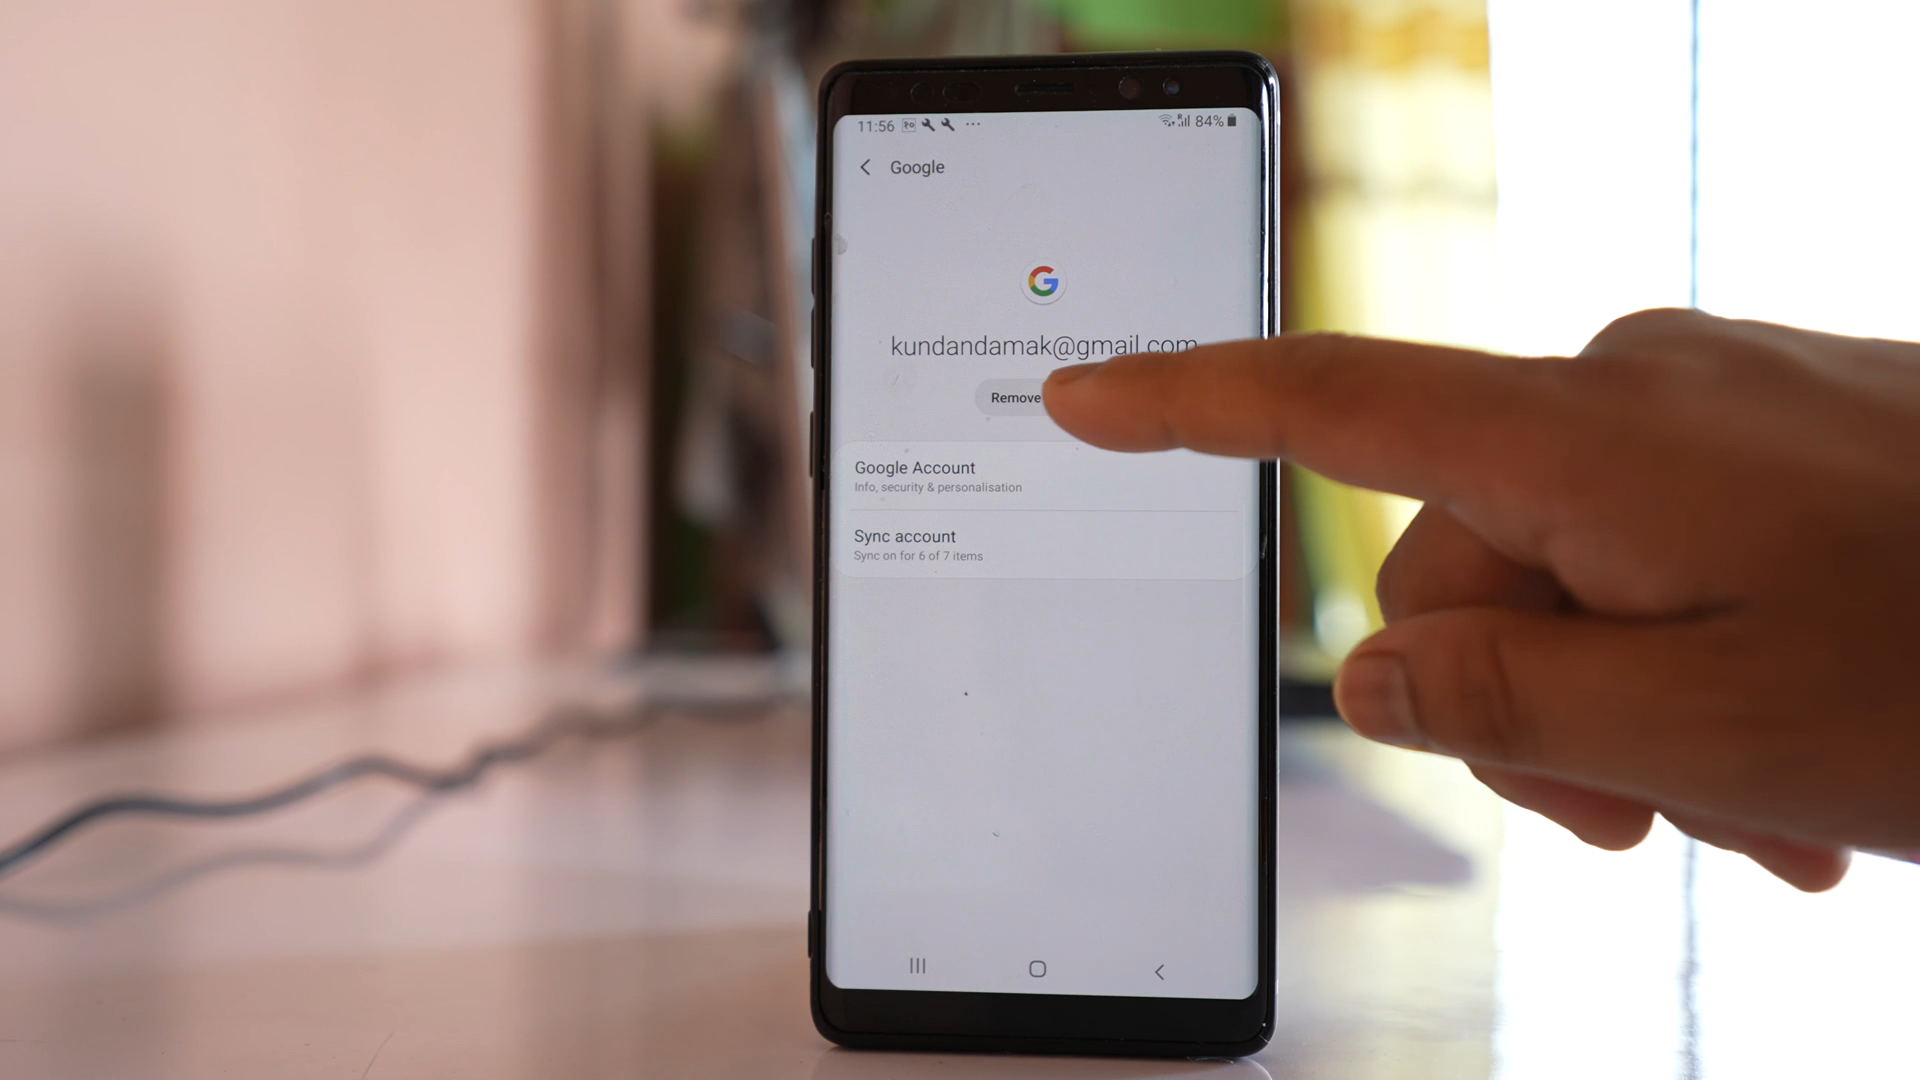 11:56 84%
Google
G
kundandamak@gmail.com
Remove
Google Account
Info, security & personalisation
Sync account
Sync on for 6 of 7 items